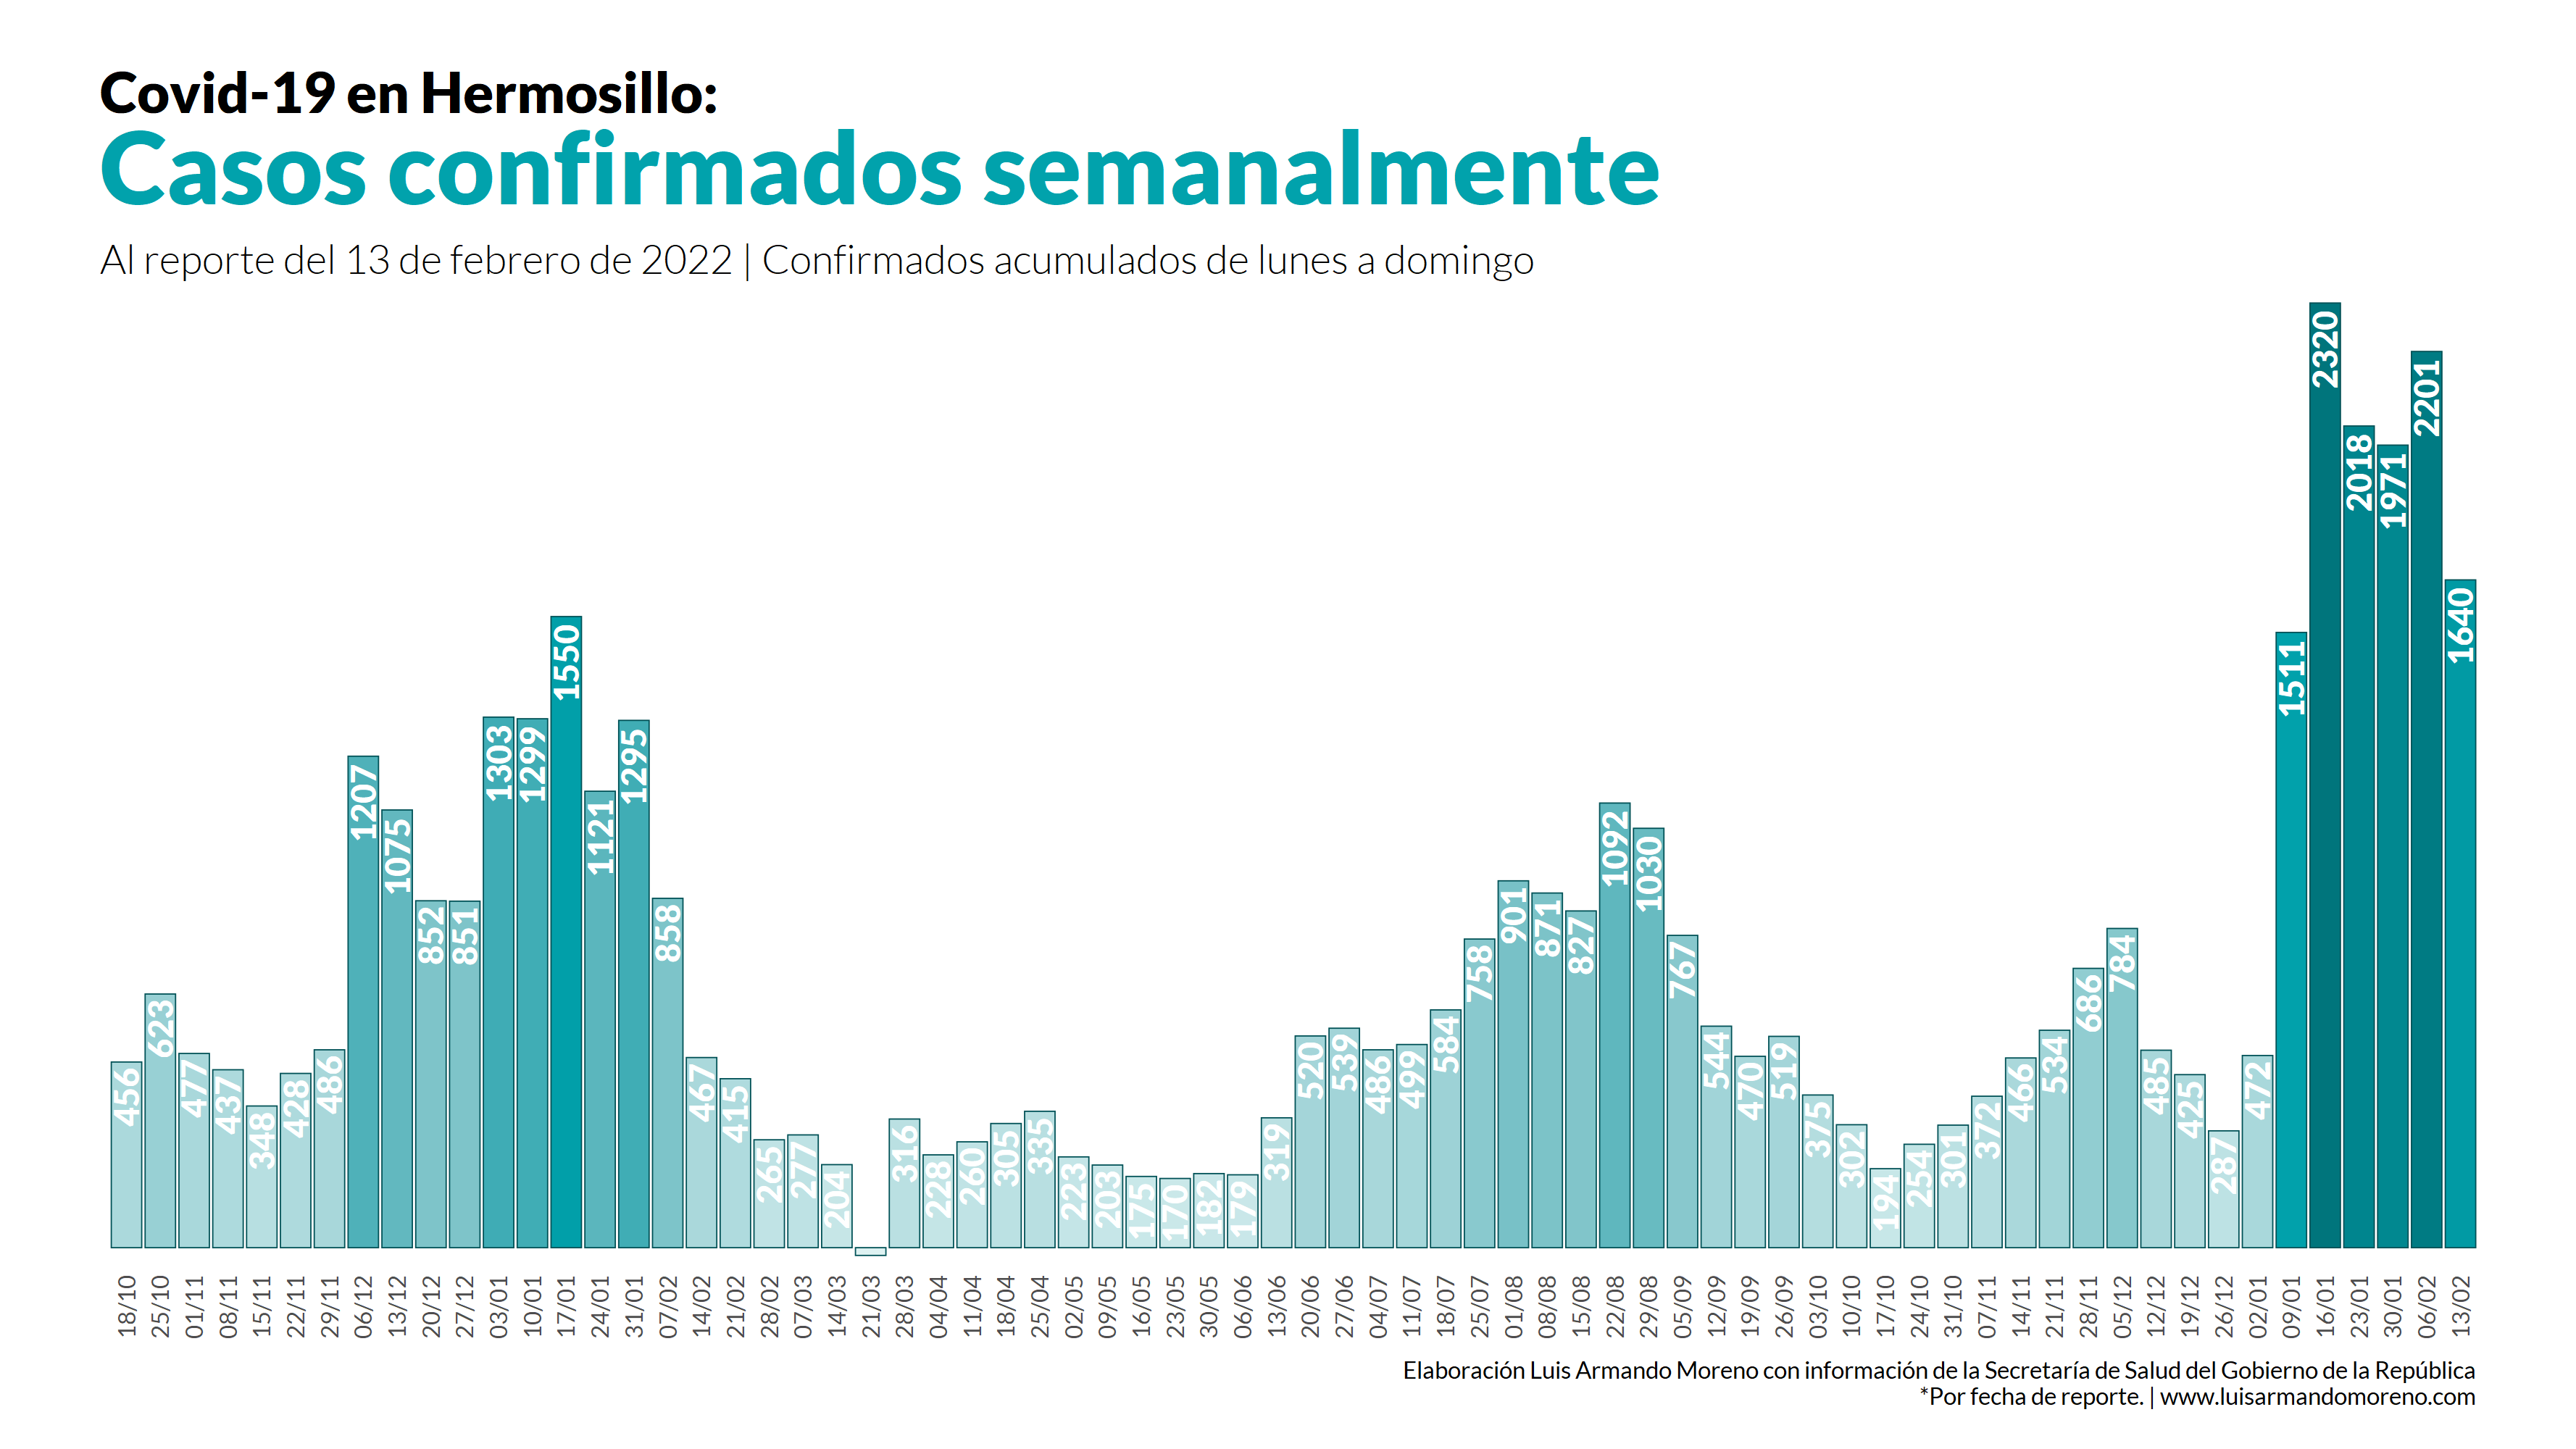 Covid-19 en Hermosillo:
Casos confirmados semanalmente
Al reporte del 13 de febrero de 2022 | Confirmados acumulados de lunes a domingo
456 623 477 437 348 428 486 1207 1075 852 851 1303 1299 1550 1121 1295 858 467 415 265 277 204 316 228 260 305 335 223 203 175 170 182 179 319 520 539 486 499 584 758 901 871 827 1092 1030 767 544 470 519 375 302 194 254 301 372 466 534 686 784 485 425 287 472 1511 2320 2018 1971 2201 1640
18/10 25/10 01/11 08/11 15/11 22/11 29/11 06/12 13/12 20/12 27/12 03/01 10/01 17/01 24/01 31/01 07/02 14/02 21/02 28/02 07/03 14/03 21/03 28/03 04/04 11/04 18/04 25/04 02/05 09/05 16/05 23/05 30/05 06/06 13/06 20/06 27/06 04/07 11/07 18/07 25/07 01/08 08/08 15/08 22/08 29/08 05/09 12/09 19/09 26/09 03/10 10/10 17/10 24/10 31/10 07/11 14/11 21/11 28/11 05/12 12/12 19/12 26/12 02/01 09/01 16/01 23/01 30/01 06/02 13/02
Elaboración Luis Armando Moreno con información de la Secretaría de Salud del Gobierno de la República
*Por fecha de reporte. | www.luisarmandomoreno.com